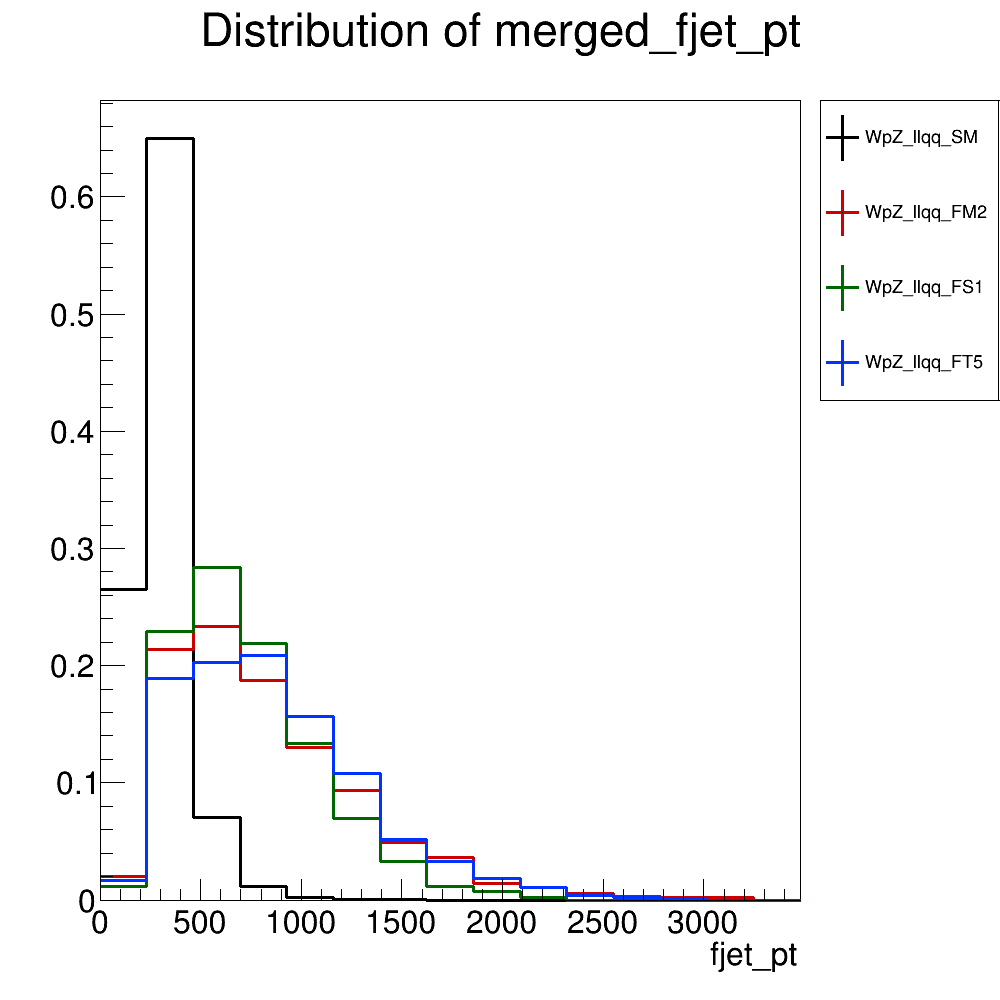 Distribution of merged_fjet_pt
WpZ_llqq_SM
WpZ_llqq_FM2
WpZ_llqq_FS1
WpZ_llqq_FT5
0.6
0.5
0.4
0.3
0.2
0.1
0
0 500 1000 1500 2000 2500 3000
fjet_pt